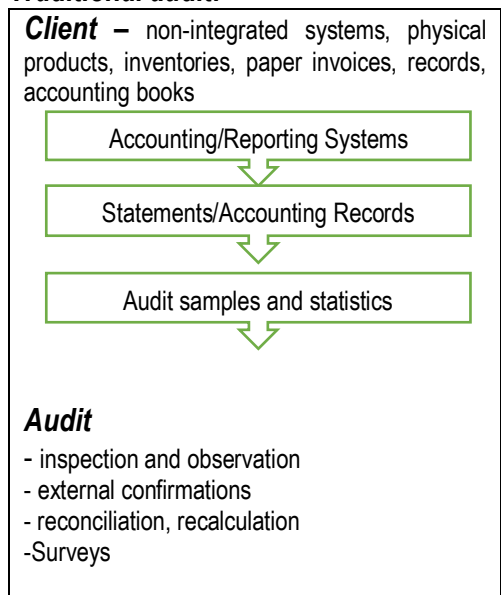 Client – non-integrated systems, physical
products, inventories, paper invoices, records,
accounting books
Accounting/Reporting Systems
Statements/Accounting Records
Audit samples and statistics
Audit
- inspection and observation
- external confirmations
- reconciliation, recalculation
-Surveys